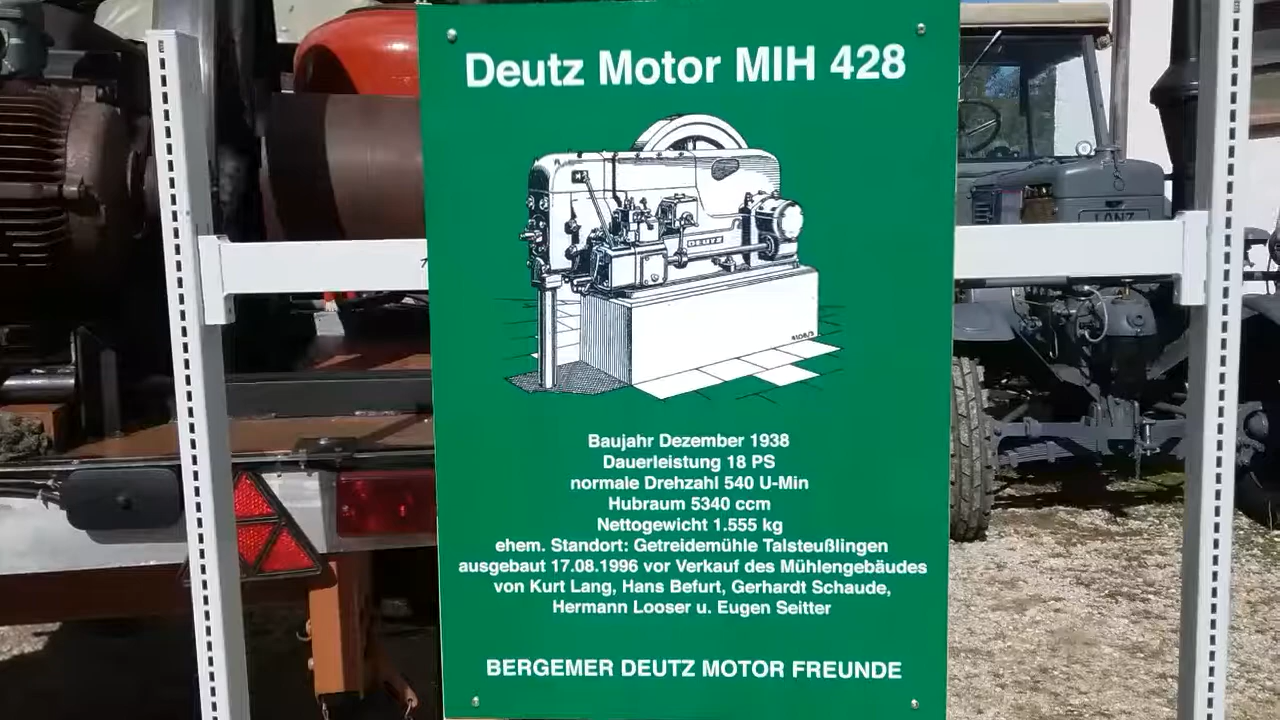 Deutz Motor MIH 428
DEUTZ
LANZ
Baujahr Dezember 1938
Dauerleistung 18 PS
normale Drehzahl 540 U-Min
Hubraum 5340 ccm
Nettogewicht 1.555 kg
ehem. Standort: Getreidemühle Talsteußlingen
ausgebaut 17.08.1996 vor Verkauf des Mühlengebäudes
von Kurt Lang, Hans Befurt, Gerhardt Schaude,
Hermann Looser u. Eugen Seitter
BERGEMER DEUTZ MOTOR FREUNDE